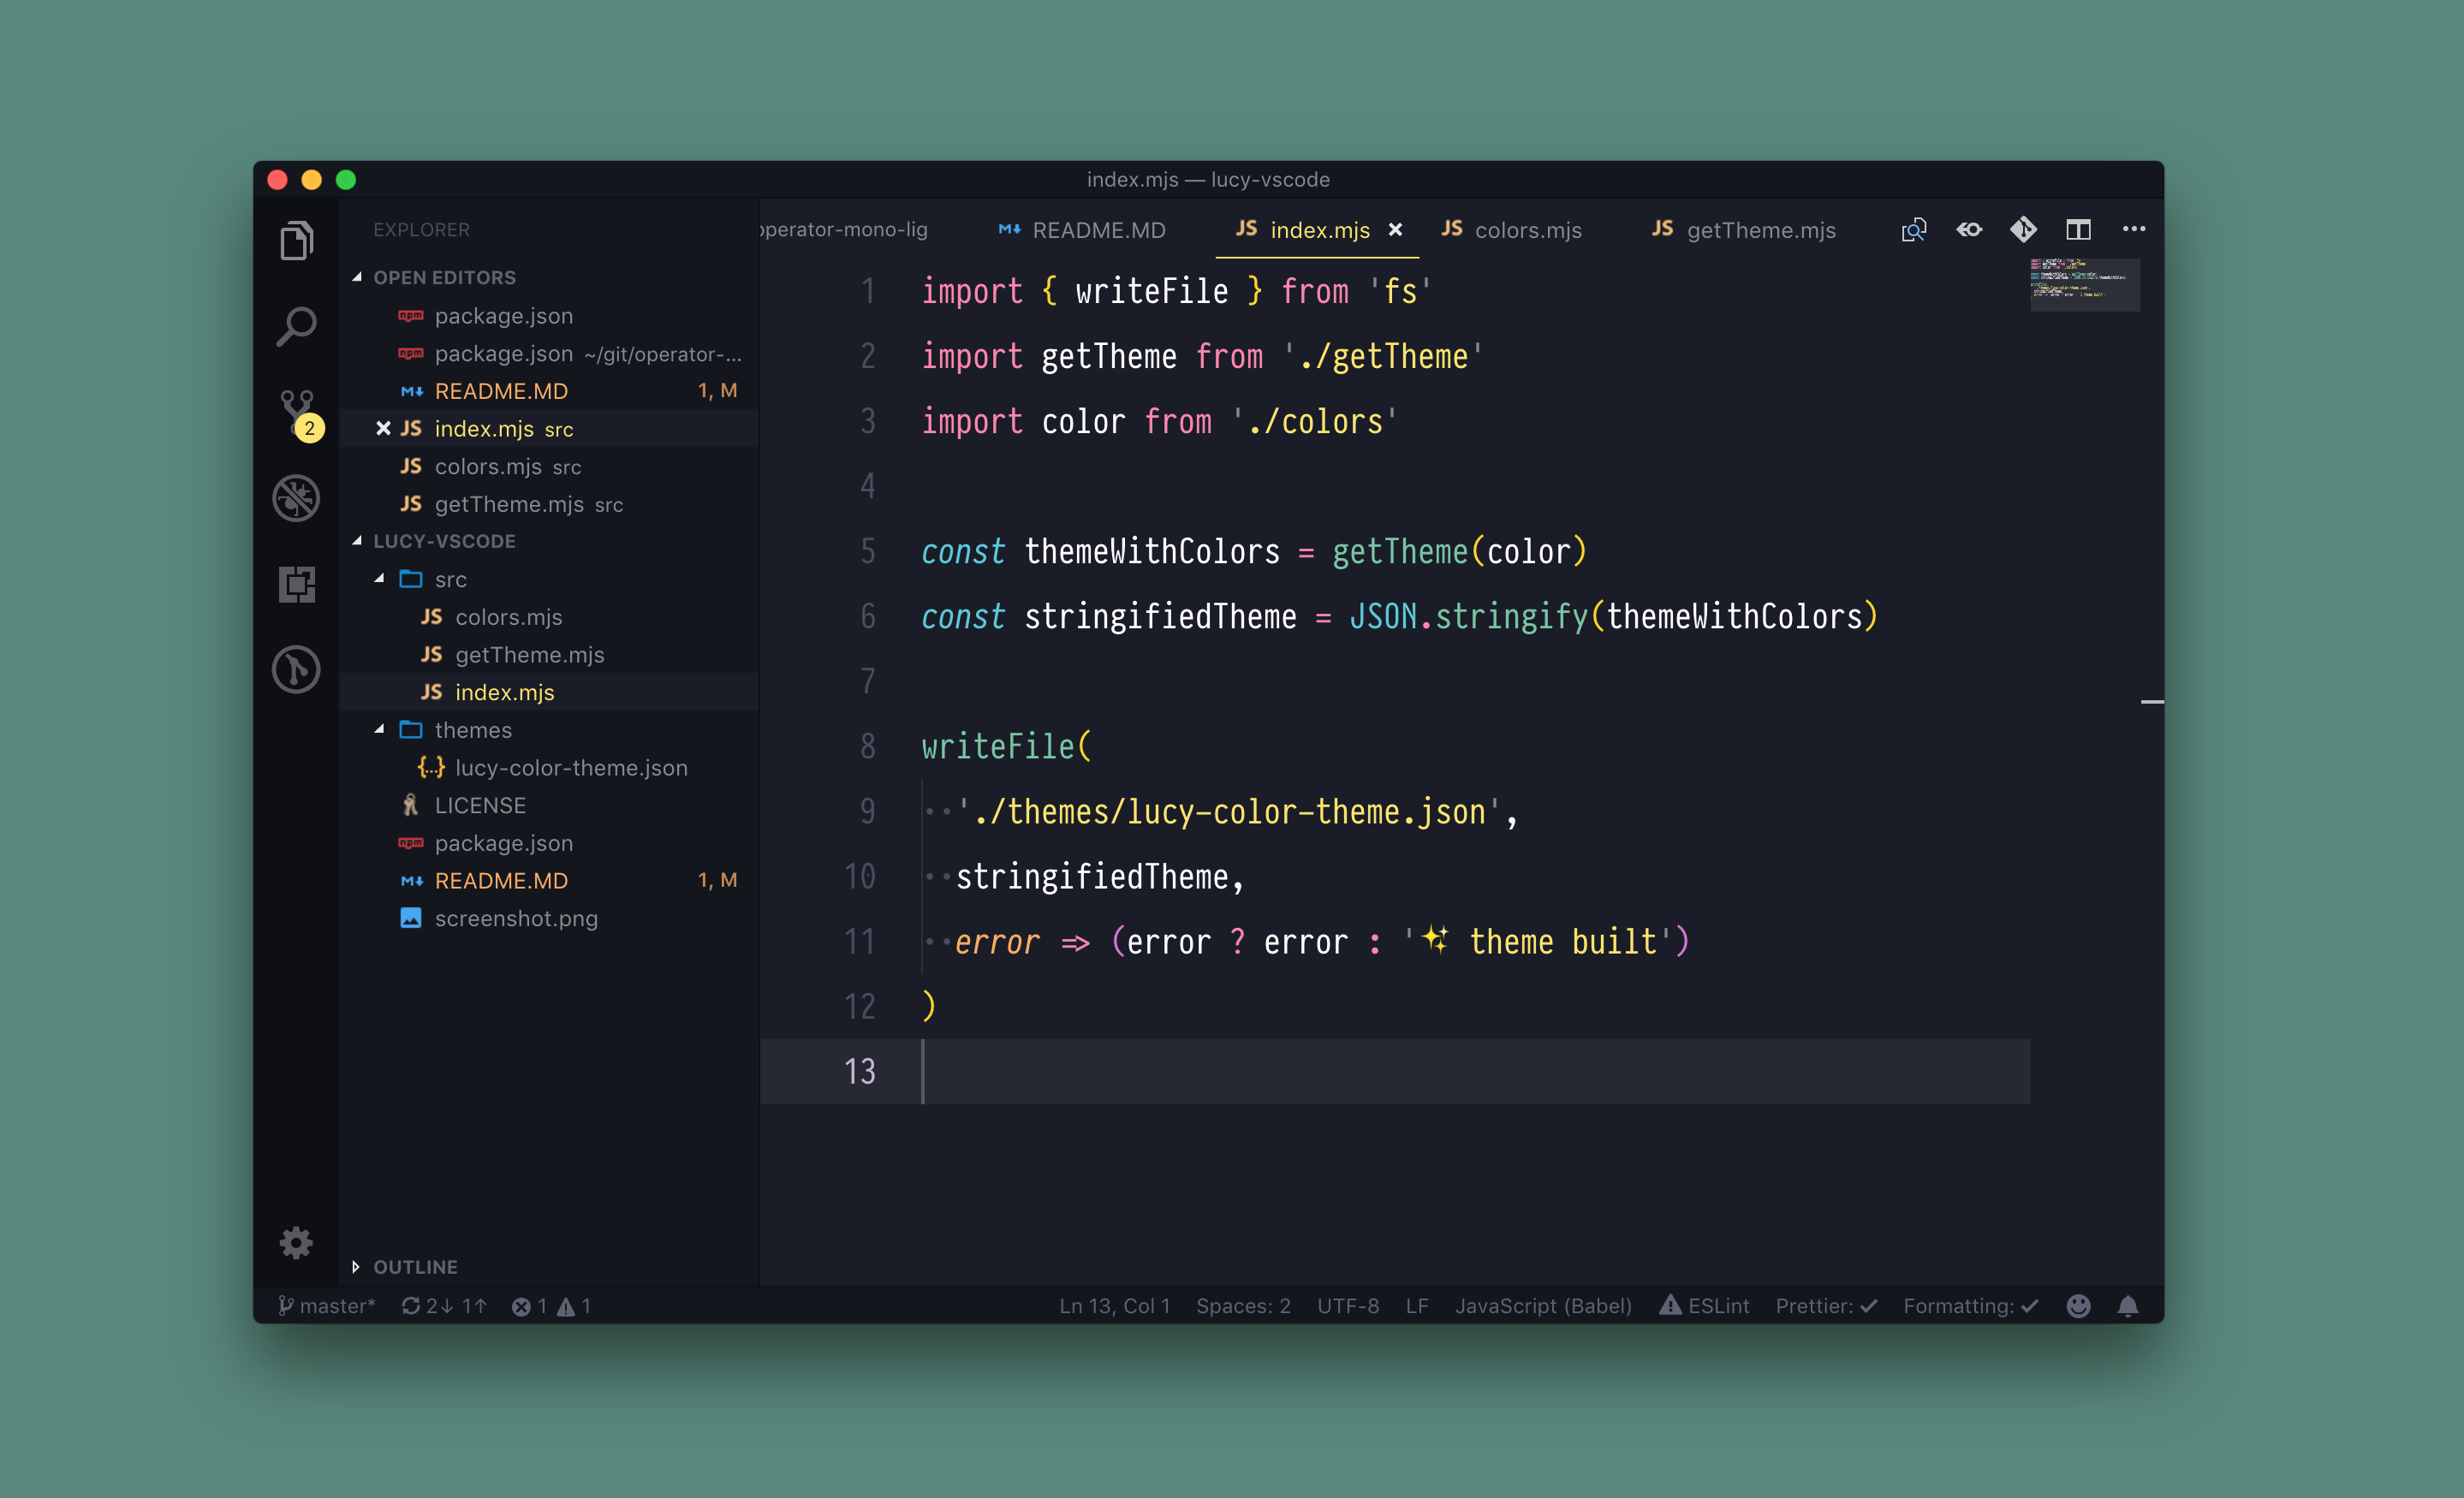 index.mjs — lucy-vscode
EXPLORER
OPEN EDITORS
package.json
package.json ~/git/operator-...
README.MD 1, M
JS index.mjs src
JS colors.mjs src
JS getTheme.mjs src
LUCY-VSCODE
src
JS colors.mjs
JS getTheme.mjs
JS index.mjs
themes
{...} lucy-color-theme.json
LICENSE
package.json
README.MD 1, M
screenshot.png
OUTLINE
2
operator-mono-lig README.MD JS index.mjs JS colors.mjs JS getTheme.mjs
1 import { writeFile } from 'fs'
2 import getTheme from './getTheme'
3 import color from './colors'
4
5 const themeWithColors = getTheme(color)
6 const stringifiedTheme = JSON.stringify(themeWithColors)
7
8 writeFile(
9 './themes/lucy-color-theme.json',
10 stringifiedTheme,
11 error => (error ? error : '✨ theme built')
12 )
13
master* 2↓ 1↑ 1 1 Ln 13, Col 1 Spaces: 2 UTF-8 LF JavaScript (Babel) ESLint Prettier: ✓ Formatting: ✓